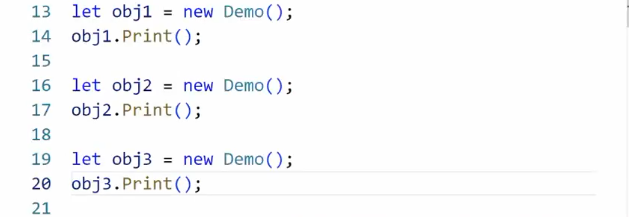 13 let obj1 = new Demo();
14 obj1.Print();
15
16 let obj2 = new Demo();
17 obj2.Print();
18
19 let obj3 = new Demo();
20 obj3.Print();
21